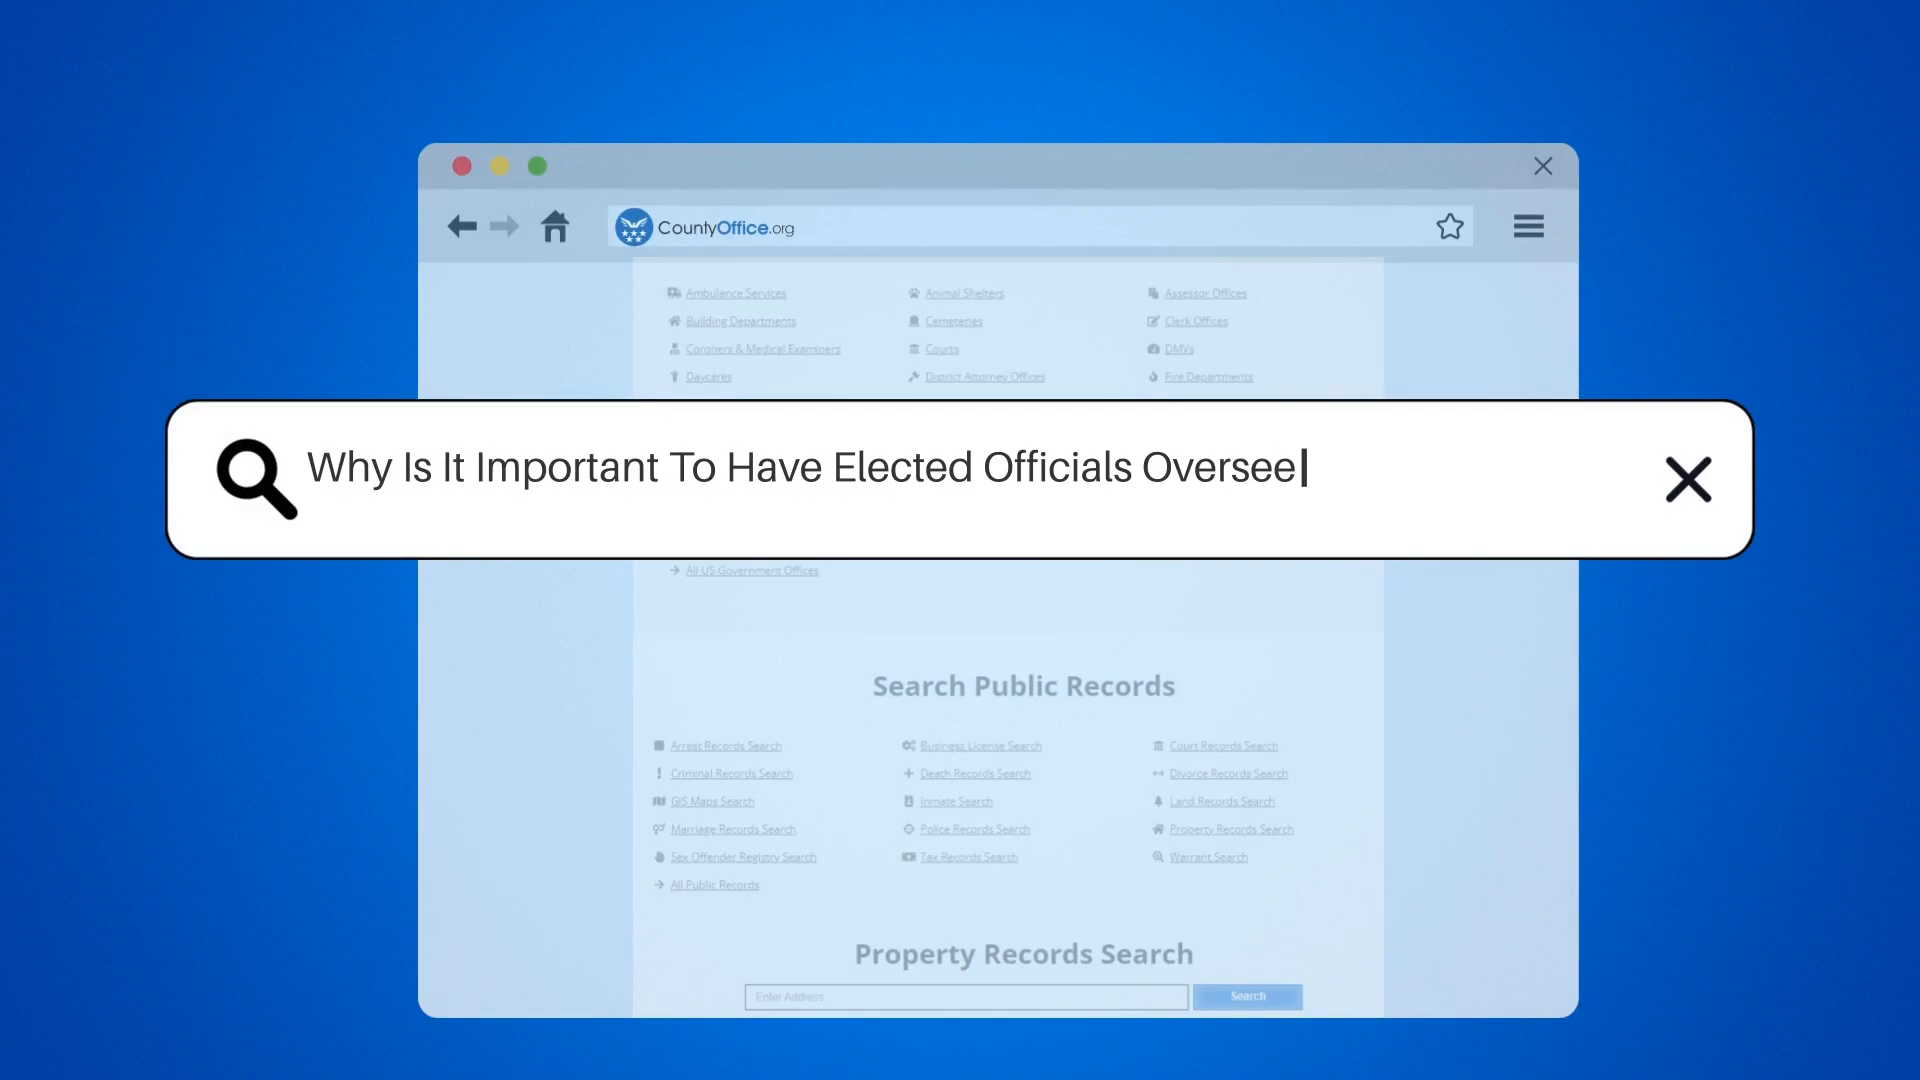 CountyOffice.org
Ambulance Services Animal Shelters Assessor Offices
Building Departments Cemeteries Clerk Offices
Coroners & Medical Examiners Courts DMVs
Daycares District Attorney Offices Fire Departments
Why Is It Important To Have Elected Officials Oversee
All US Government Offices
Search Public Records
Arrest Records Search Business License Search Court Records Search
Criminal Records Search Death Records Search Divorce Records Search
GIS Maps Search Inmate Search Land Records Search
Marriage Records Search Police Records Search Property Records Search
Sex Offender Registry Search Tax Records Search Warrant Search
All Public Records
Property Records Search
Enter Address Search